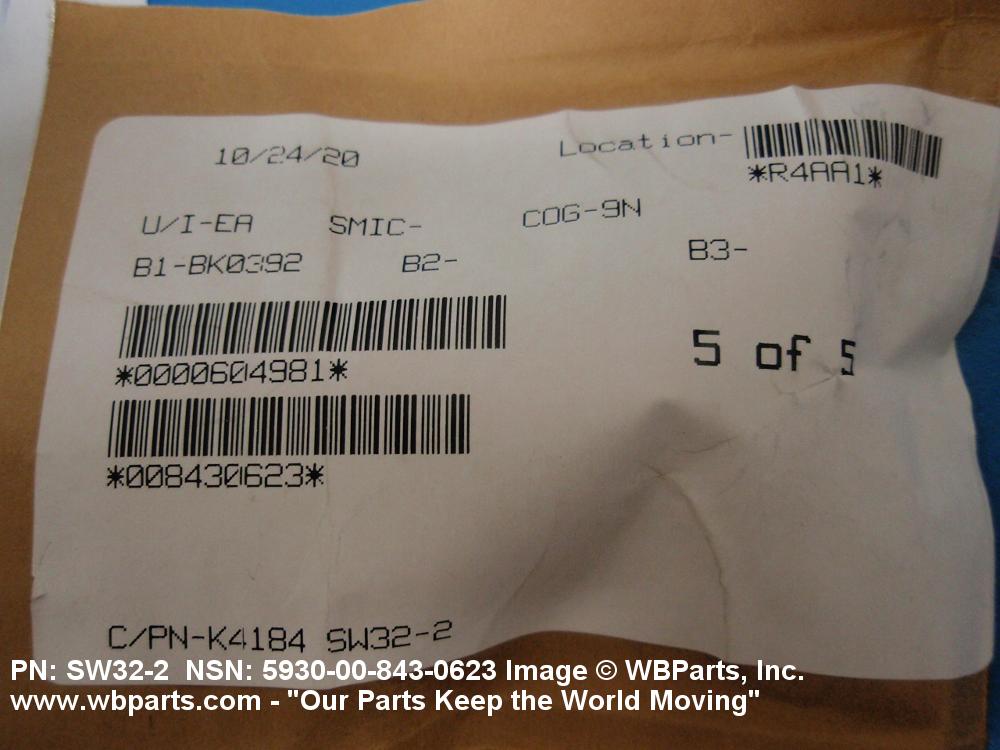 10/24/20 Location-
*R4AA1*
U/I-EA SMIC- COG-9N
B1-BK0392 B2- B3-
*0000604981*
5 of 5
*008430623*
C/PN-K4184 SW32-2
PN: SW32-2 NSN: 5930-00-843-0623 Image © WBParts, Inc.
www.wbparts.com - "Our Parts Keep the World Moving"